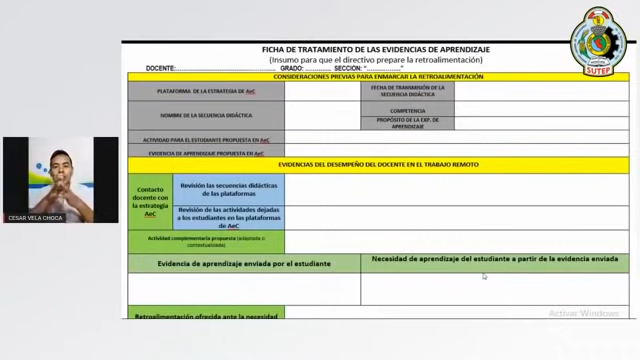 FICHA DE TRATAMIENTO DE LAS EVIDENCIAS DE APRENDIZAJE
(Insumo para que el directivo prepare la retroalimentación)
DOCENTE:............................................... GRADO: ............ SECCION: “................”
CONSIDERACIONES PREVIAS PARA ENMARCAR LA RETROALIMENTACIÓN
PLATAFORMA DE LA ESTRATEGIA DE AeC
FECHA DE TRANSMISIÓN DE LA SECUENCIA DIDÁCTICA
NOMBRE DE LA SECUENCIA DIDÁCTICA
COMPETENCIA
PROPÓSITO DE LA EXP. DE APRENDIZAJE
ACTIVIDAD PARA EL ESTUDIANTE PROPUESTA EN AeC
EVIDENCIA DE APRENDIZAJE PROPUESTA EN AeC
EVIDENCIAS DEL DESEMPEÑO DEL DOCENTE EN EL TRABAJO REMOTO
Contacto docente con la estrategia AeC
Revisión las secuencias didácticas de las plataformas
Revisión de las actividades dejadas a los estudiantes en las plataformas de AeC
Actividad complementaria propuesta (adaptada o contextualizada)
Evidencia de aprendizaje enviada por el estudiante
Necesidad de aprendizaje del estudiante a partir de la evidencia enviada
Retroalimentación ofrecida ante la necesidad
CESAR VELA CHOCA
SUTEP
Activar Windows